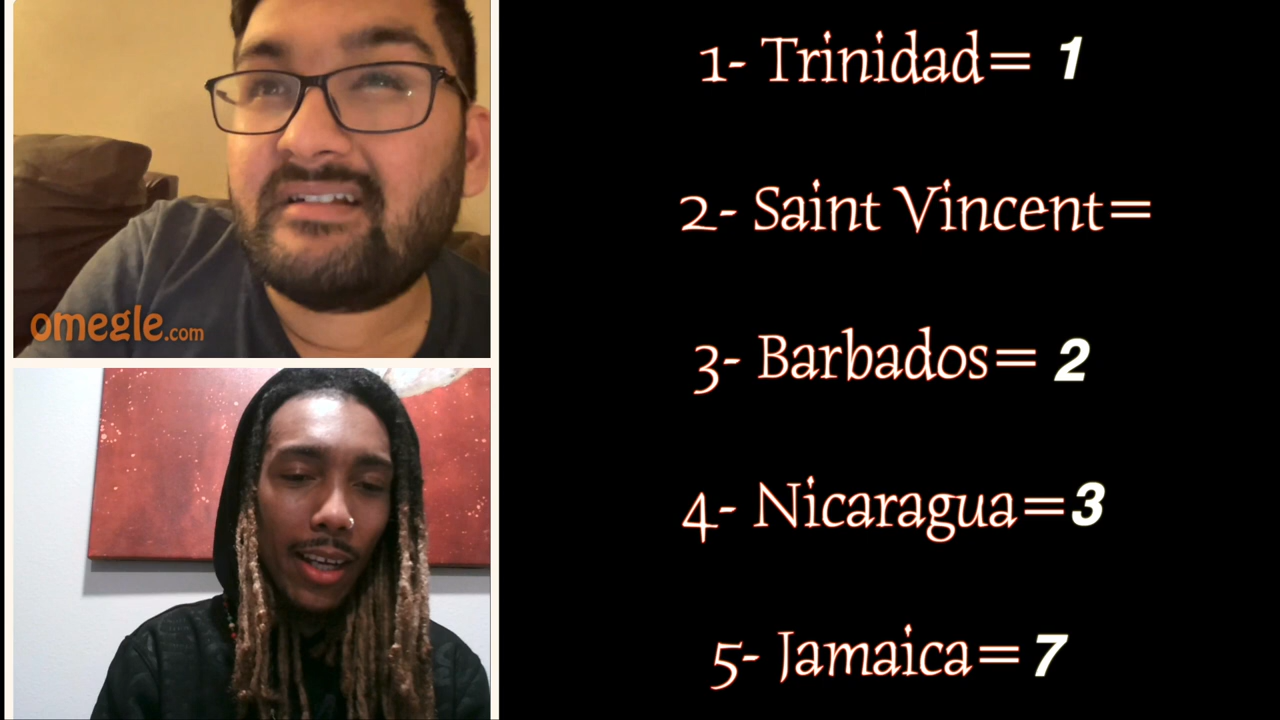 omegle.com
1- Trinidad= 1
2- Saint Vincent=
3- Barbados= 2
4- Nicaragua=3
5- Jamaica=7